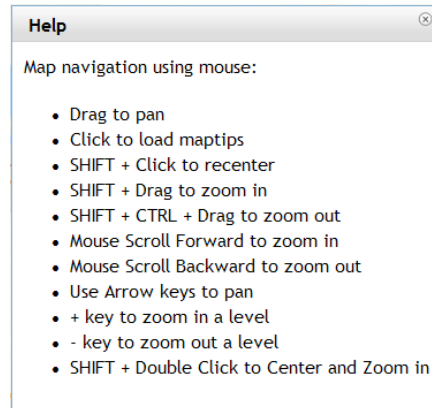 Help
Map navigation using mouse:
• Drag to pan
• Click to load maptips
• SHIFT + Click to recenter
• SHIFT + Drag to zoom in
• SHIFT + CTRL + Drag to zoom out
• Mouse Scroll Forward to zoom in
• Mouse Scroll Backward to zoom out
• Use Arrow keys to pan
• + key to zoom in a level
• - key to zoom out a level
• SHIFT + Double Click to Center and Zoom in